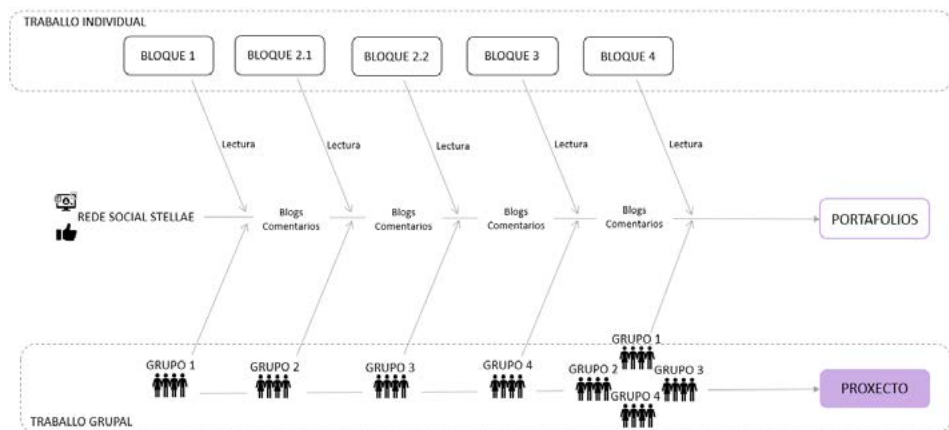 TRABALLO INDIVIDUAL
BLOQUE 1
BLOQUE 2.1
BLOQUE 2.2
BLOQUE 3
BLOQUE 4
Lectura
Lectura
Lectura
Lectura
Lectura
REDE SOCIAL STELLAE
Blogs
Comentarios
Blogs
Comentarios
Blogs
Comentarios
Blogs
Comentarios
PORTAFOLIOS
GRUPO 1
GRUPO 2
GRUPO 3
GRUPO 4
GRUPO 1
GRUPO 2
GRUPO 3
GRUPO 4
PROXECTO
TRABALLO GRUPAL